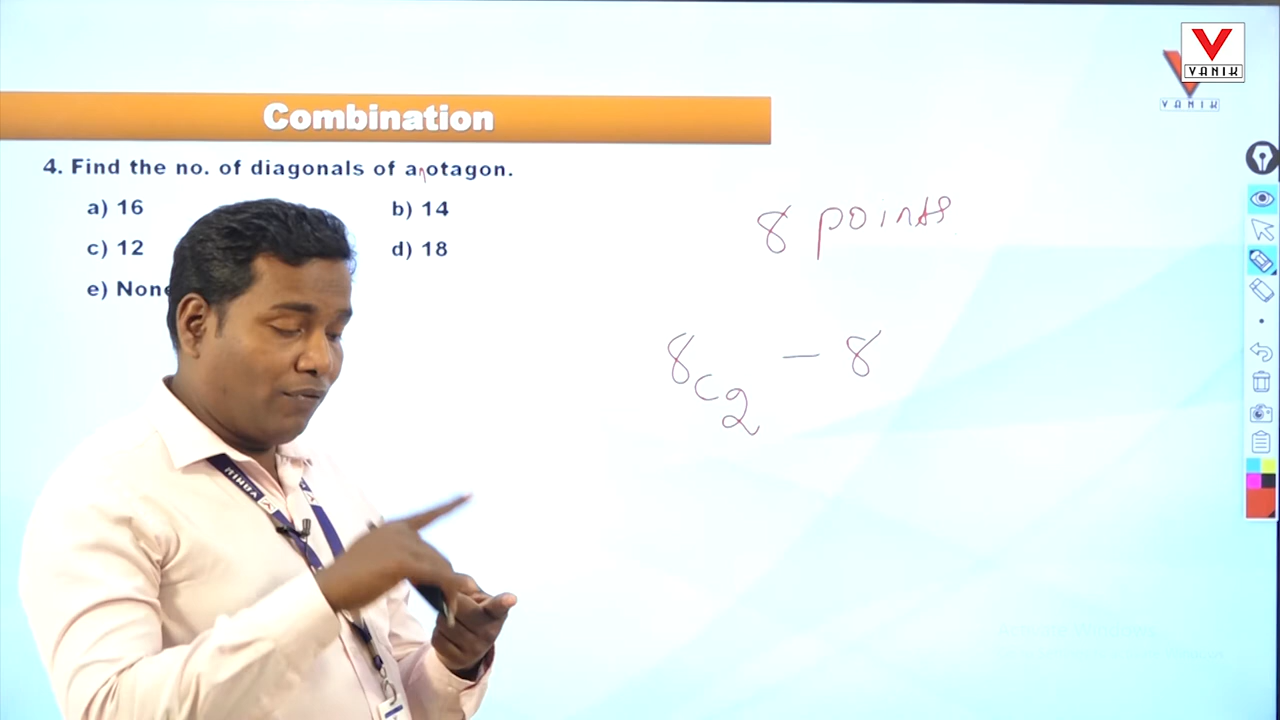 VANIK
VANIK
Combination
4. Find the no. of diagonals of a otagon.
a) 16
b) 14
c) 12
d) 18
e) None
8 points
8c2 - 8